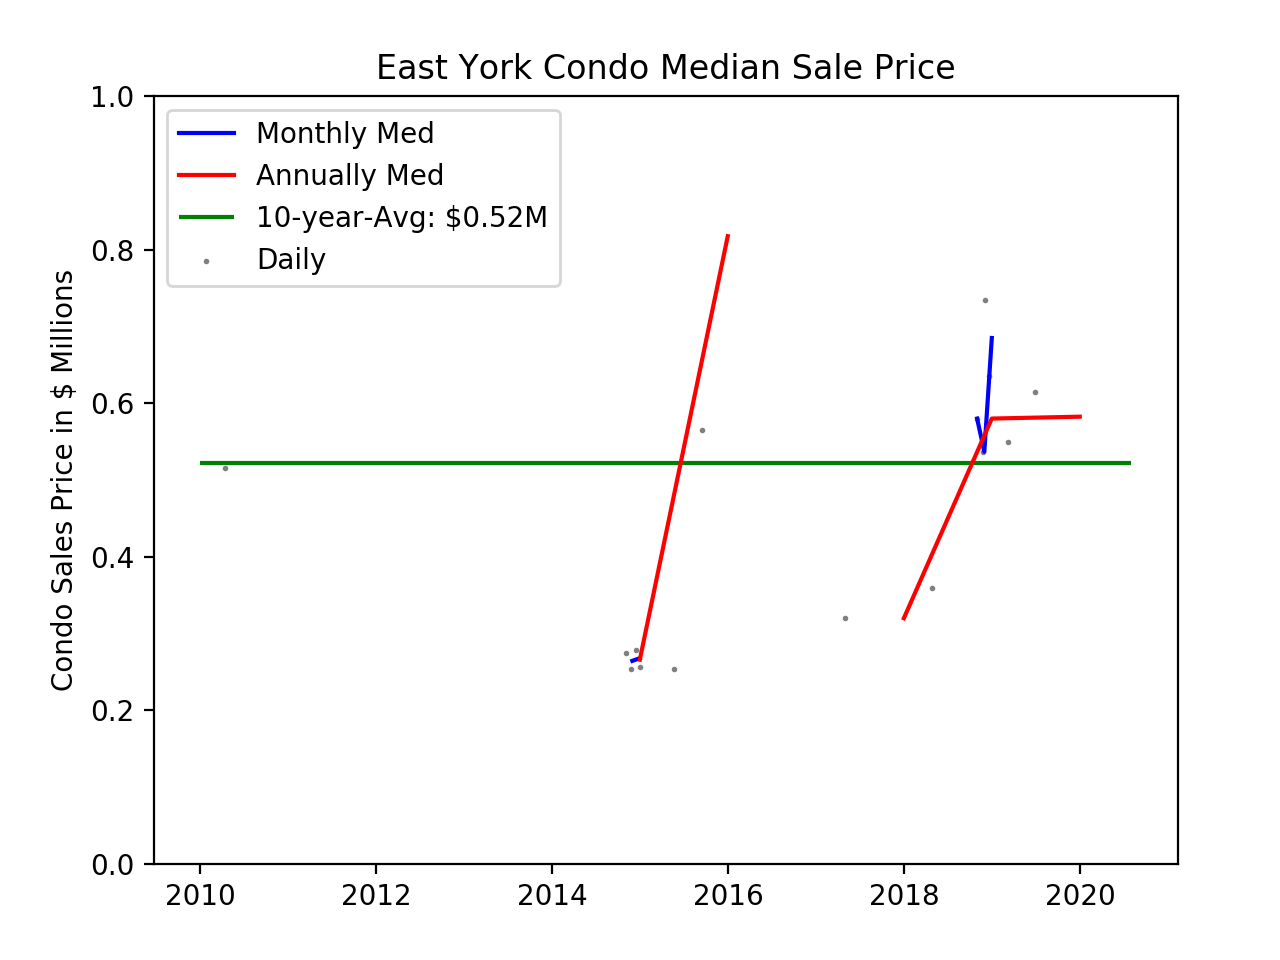 East York Condo Median Sale Price
Condo Sales Price in $ Millions
1.0
0.8
0.6
0.4
0.2
0.0
Monthly Med
Annually Med
10-year-Avg: $0.52M
Daily
2010 2012 2014 2016 2018 2020